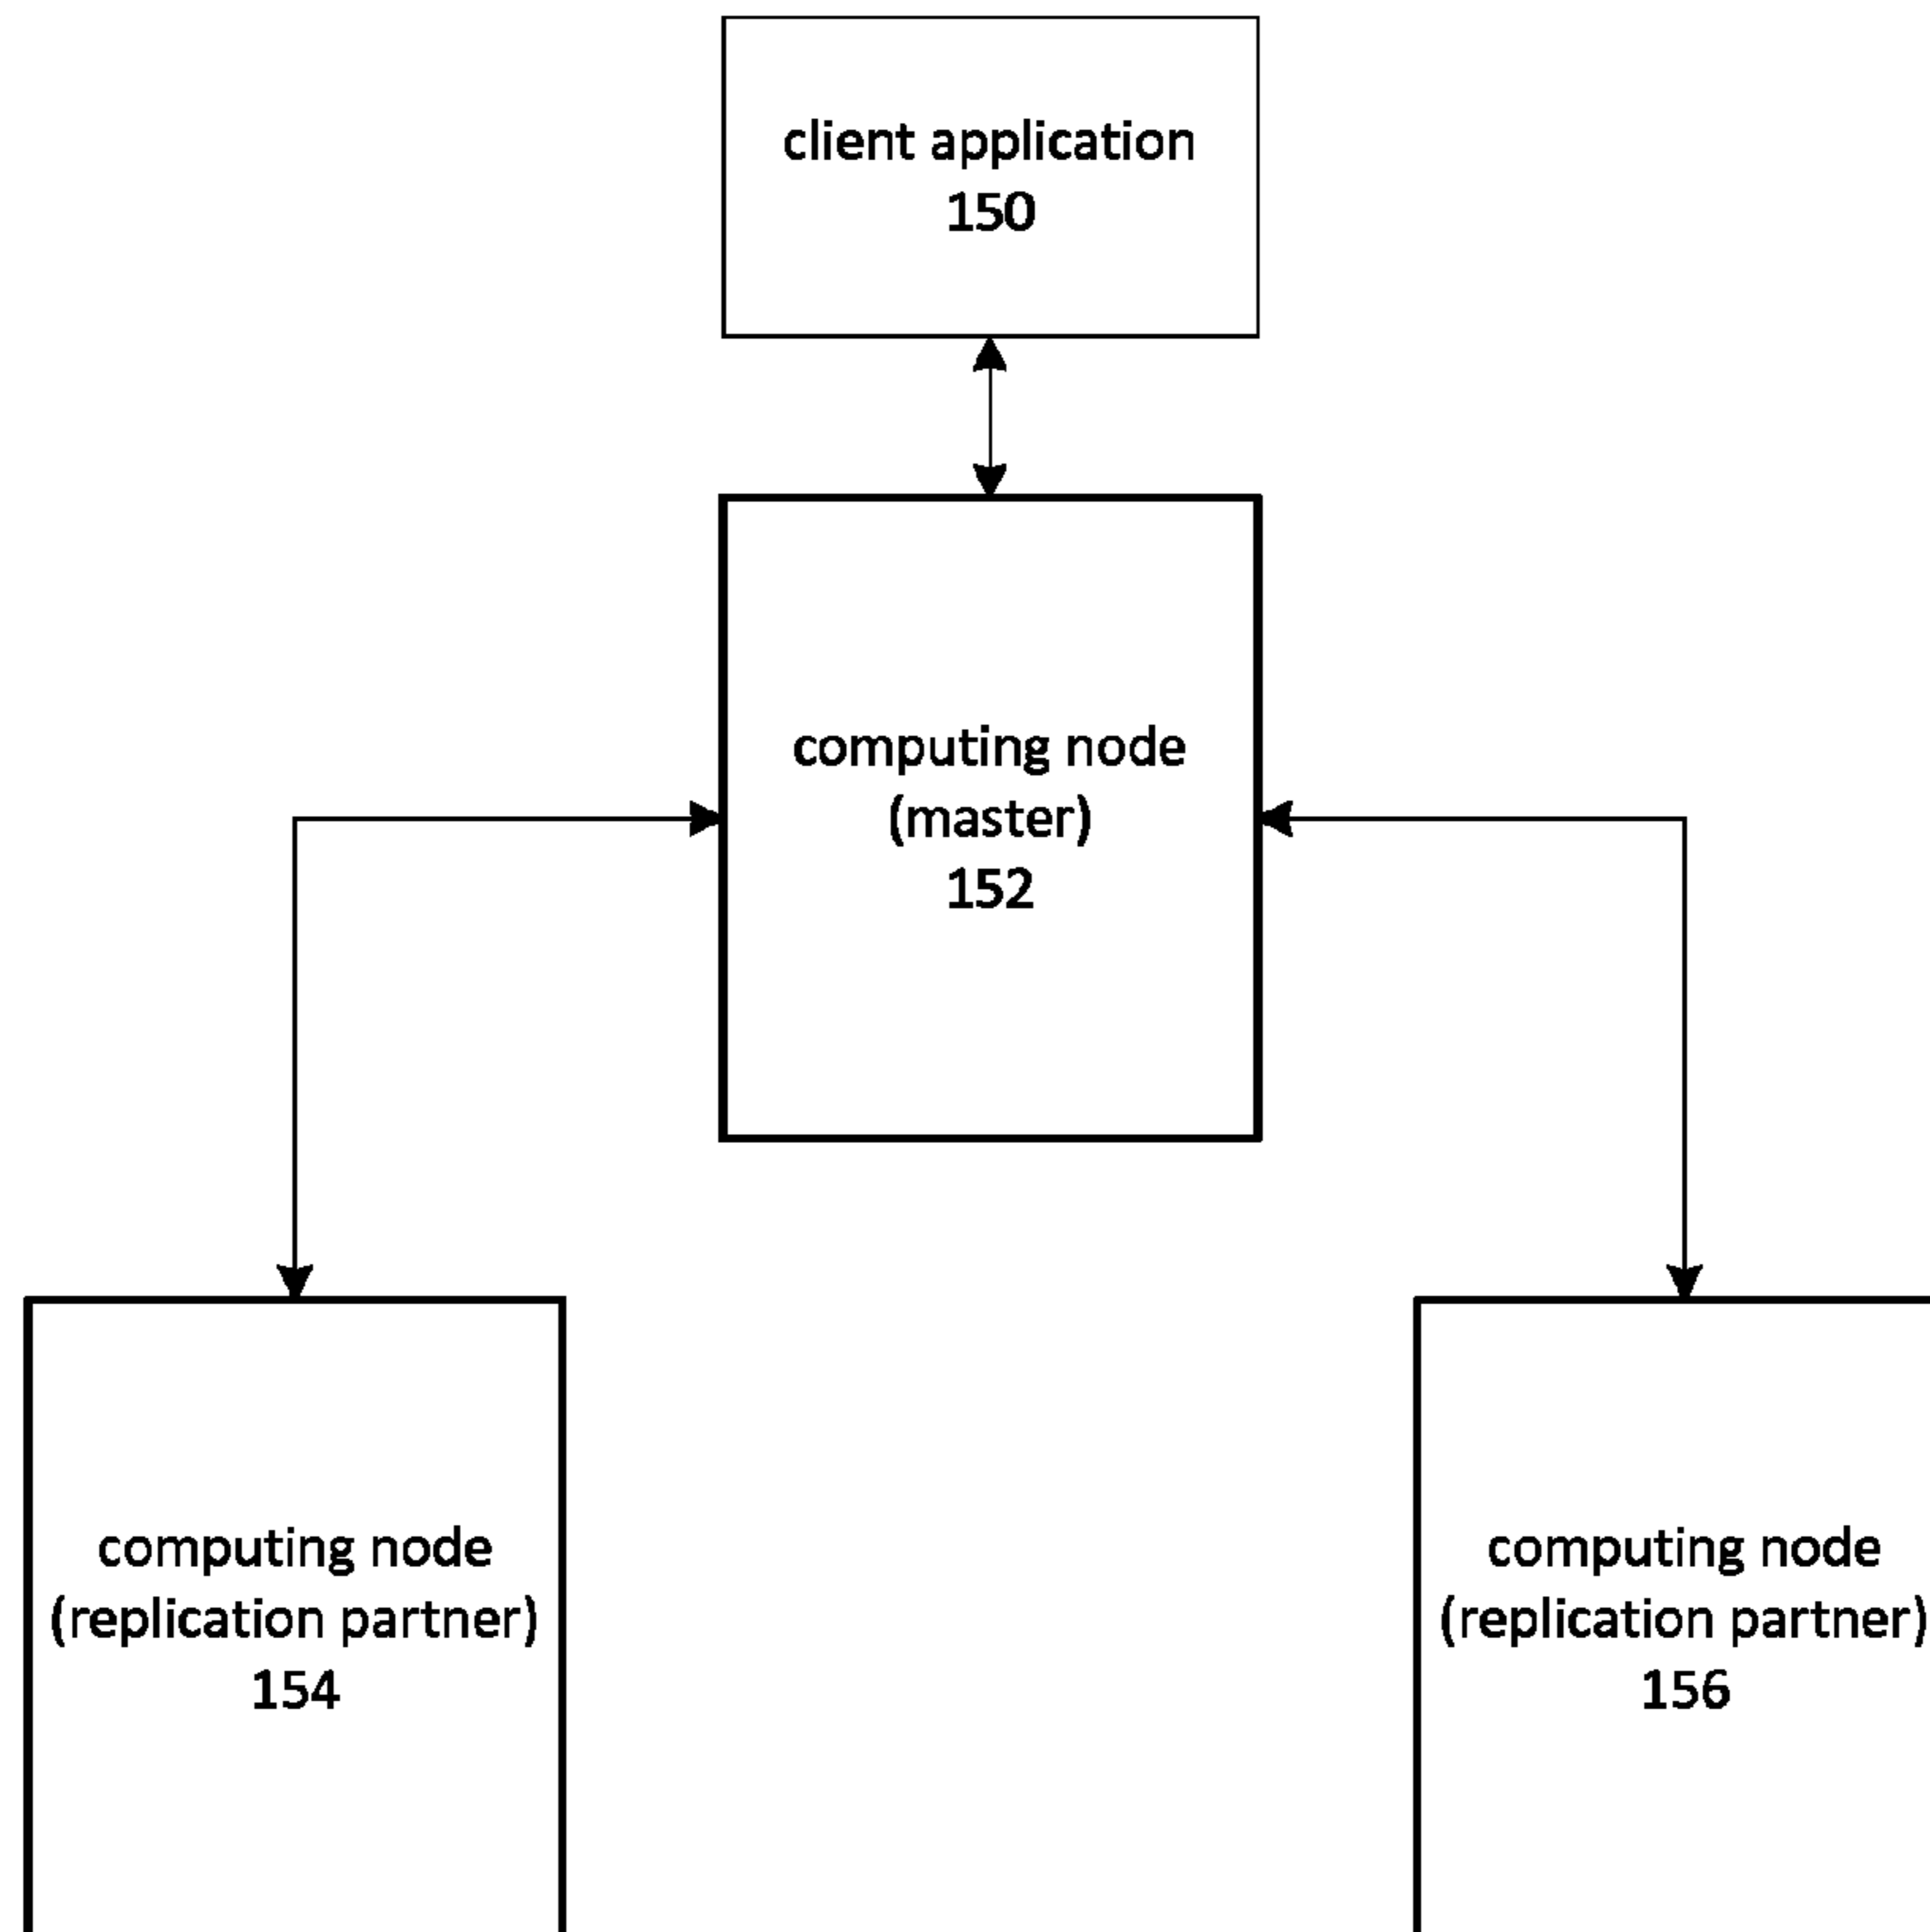 client application
150
computing node
(master)
152
computing node
(replication partner)
154
computing node
(replication partner)
156